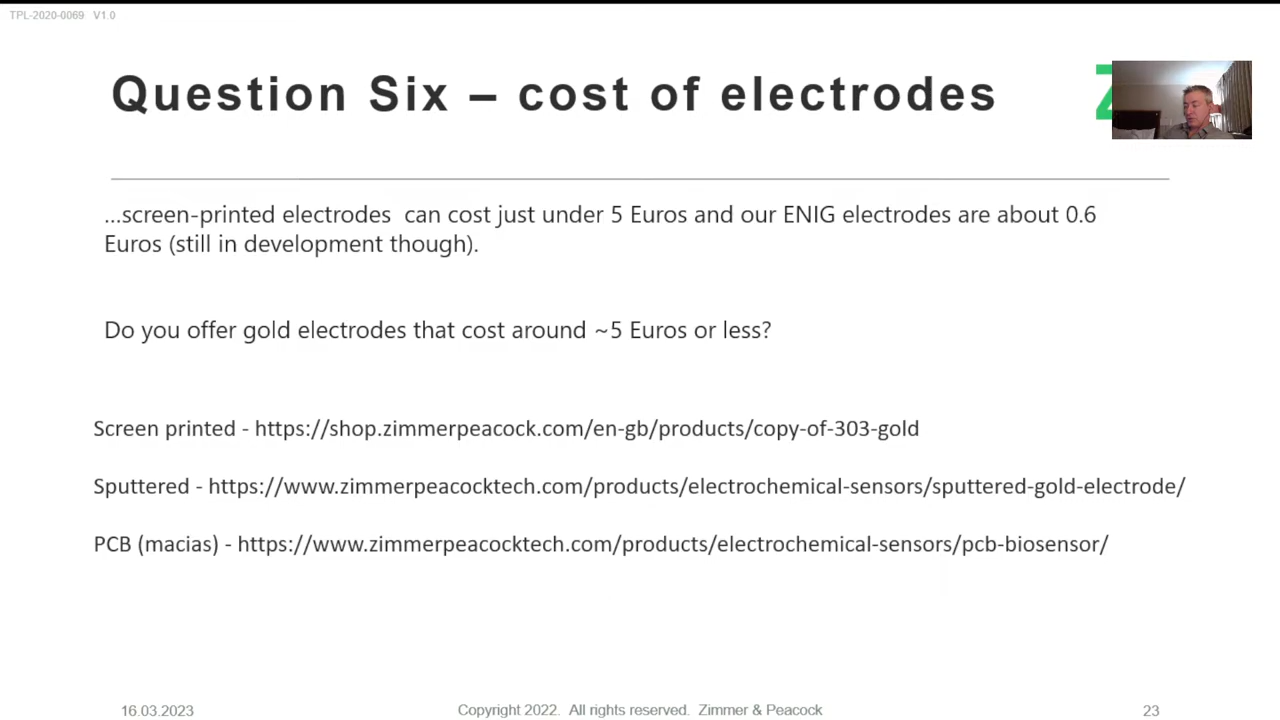 TPL-2020-0069 V1.0
Question Six – cost of electrodes
...screen-printed electrodes can cost just under 5 Euros and our ENIG electrodes are about 0.6
Euros (still in development though).
Do you offer gold electrodes that cost around ~5 Euros or less?
Screen printed - https://shop.zimmerpeacock.com/en-gb/products/copy-of-303-gold
Sputtered - https://www.zimmerpeacocktech.com/products/electrochemical-sensors/sputtered-gold-electrode/
PCB (macias) - https://www.zimmerpeacocktech.com/products/electrochemical-sensors/pcb-biosensor/
16.03.2023
Copyright 2022. All rights reserved. Zimmer & Peacock
23